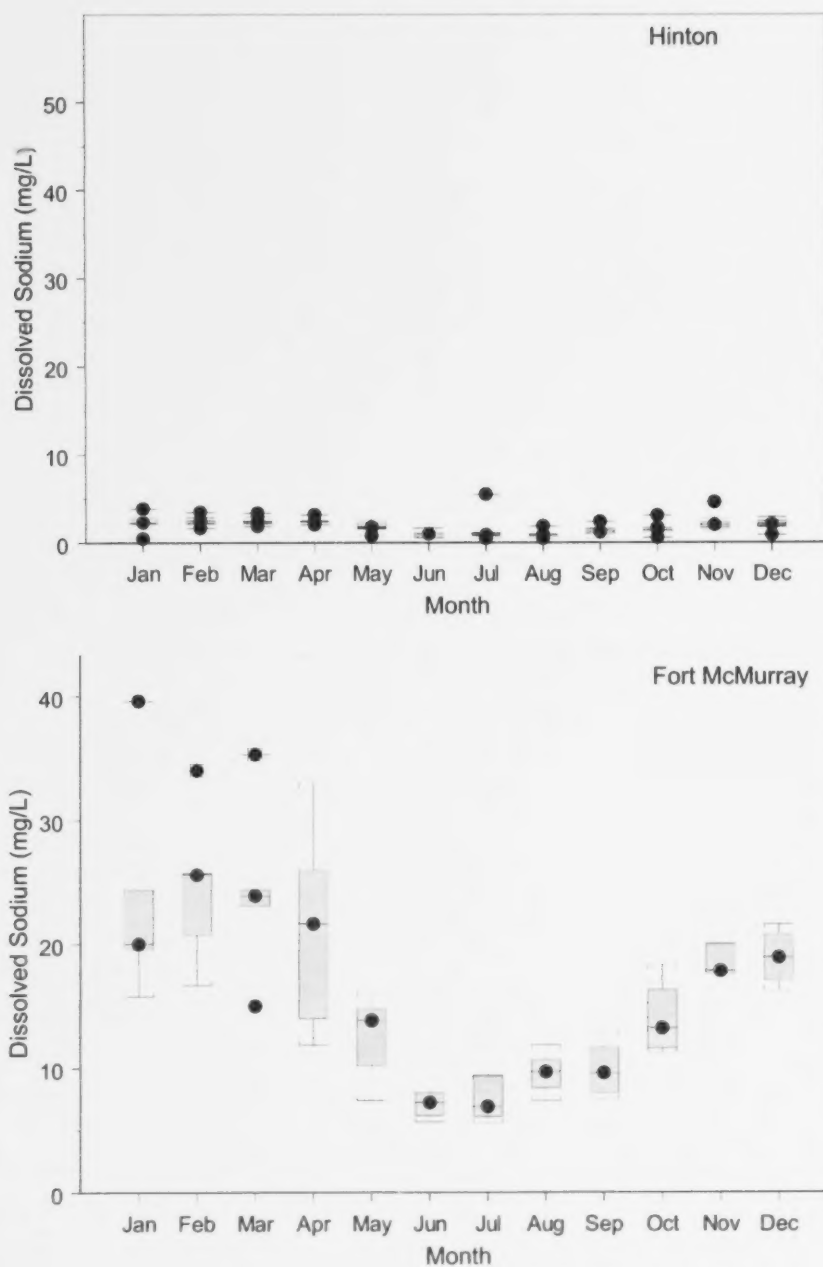 Hinton
Dissolved Sodium (mg/L)
50
40
30
20
10
0
Jan Feb Mar Apr May Jun Jul Aug Sep Oct Nov Dec
Month
Fort McMurray
Dissolved Sodium (mg/L)
40
30
20
10
0
Jan Feb Mar Apr May Jun Jul Aug Sep Oct Nov Dec
Month